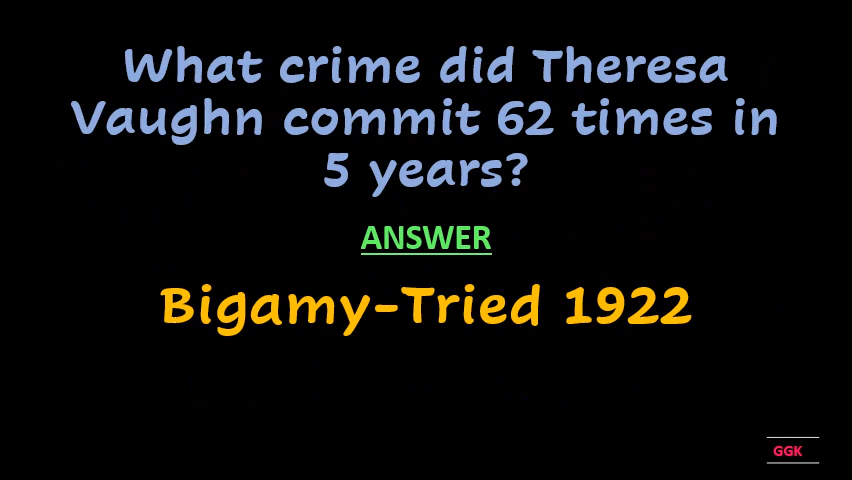 What crime did Theresa
Vaughn commit 62 times in
5 years?
ANSWER
Bigamy-Tried 1922
GGK